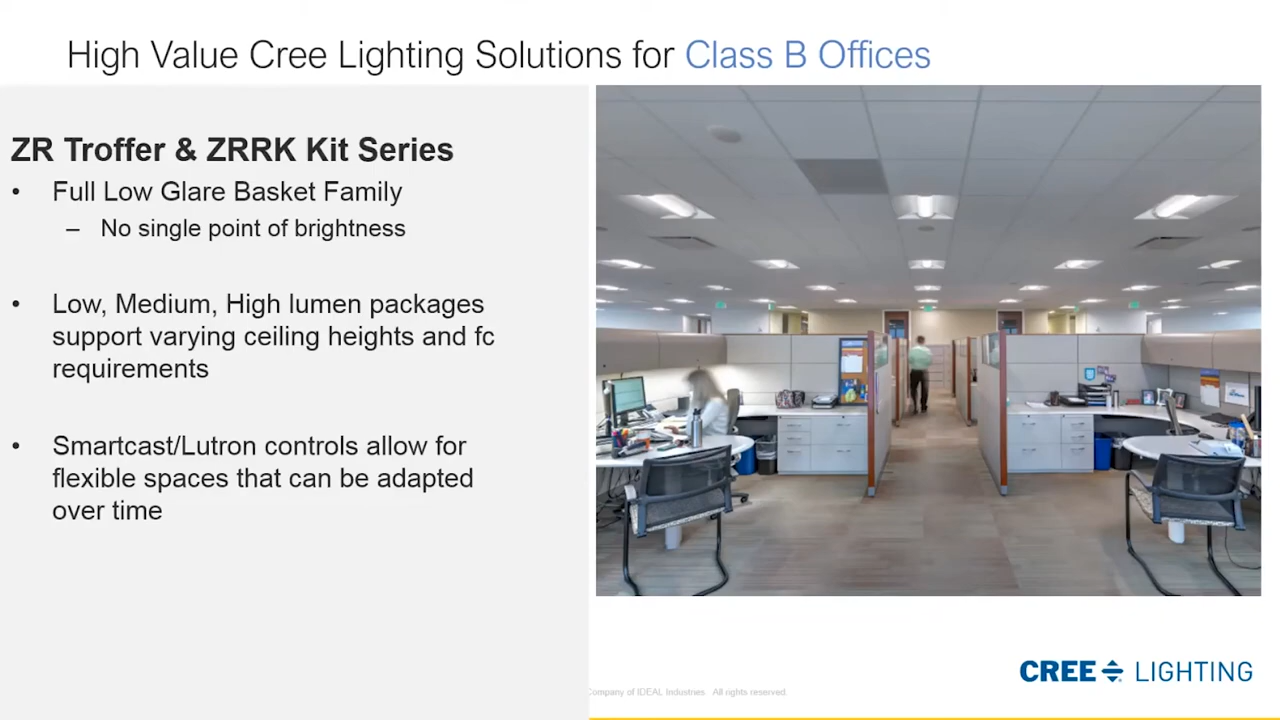 High Value Cree Lighting Solutions for Class B Offices
ZR Troffer & ZRRK Kit Series
• Full Low Glare Basket Family
– No single point of brightness
• Low, Medium, High lumen packages
support varying ceiling heights and fc
requirements
• Smartcast/Lutron controls allow for
flexible spaces that can be adapted
over time
CREE LIGHTING
Company of IDEAL Industries. All rights reserved.